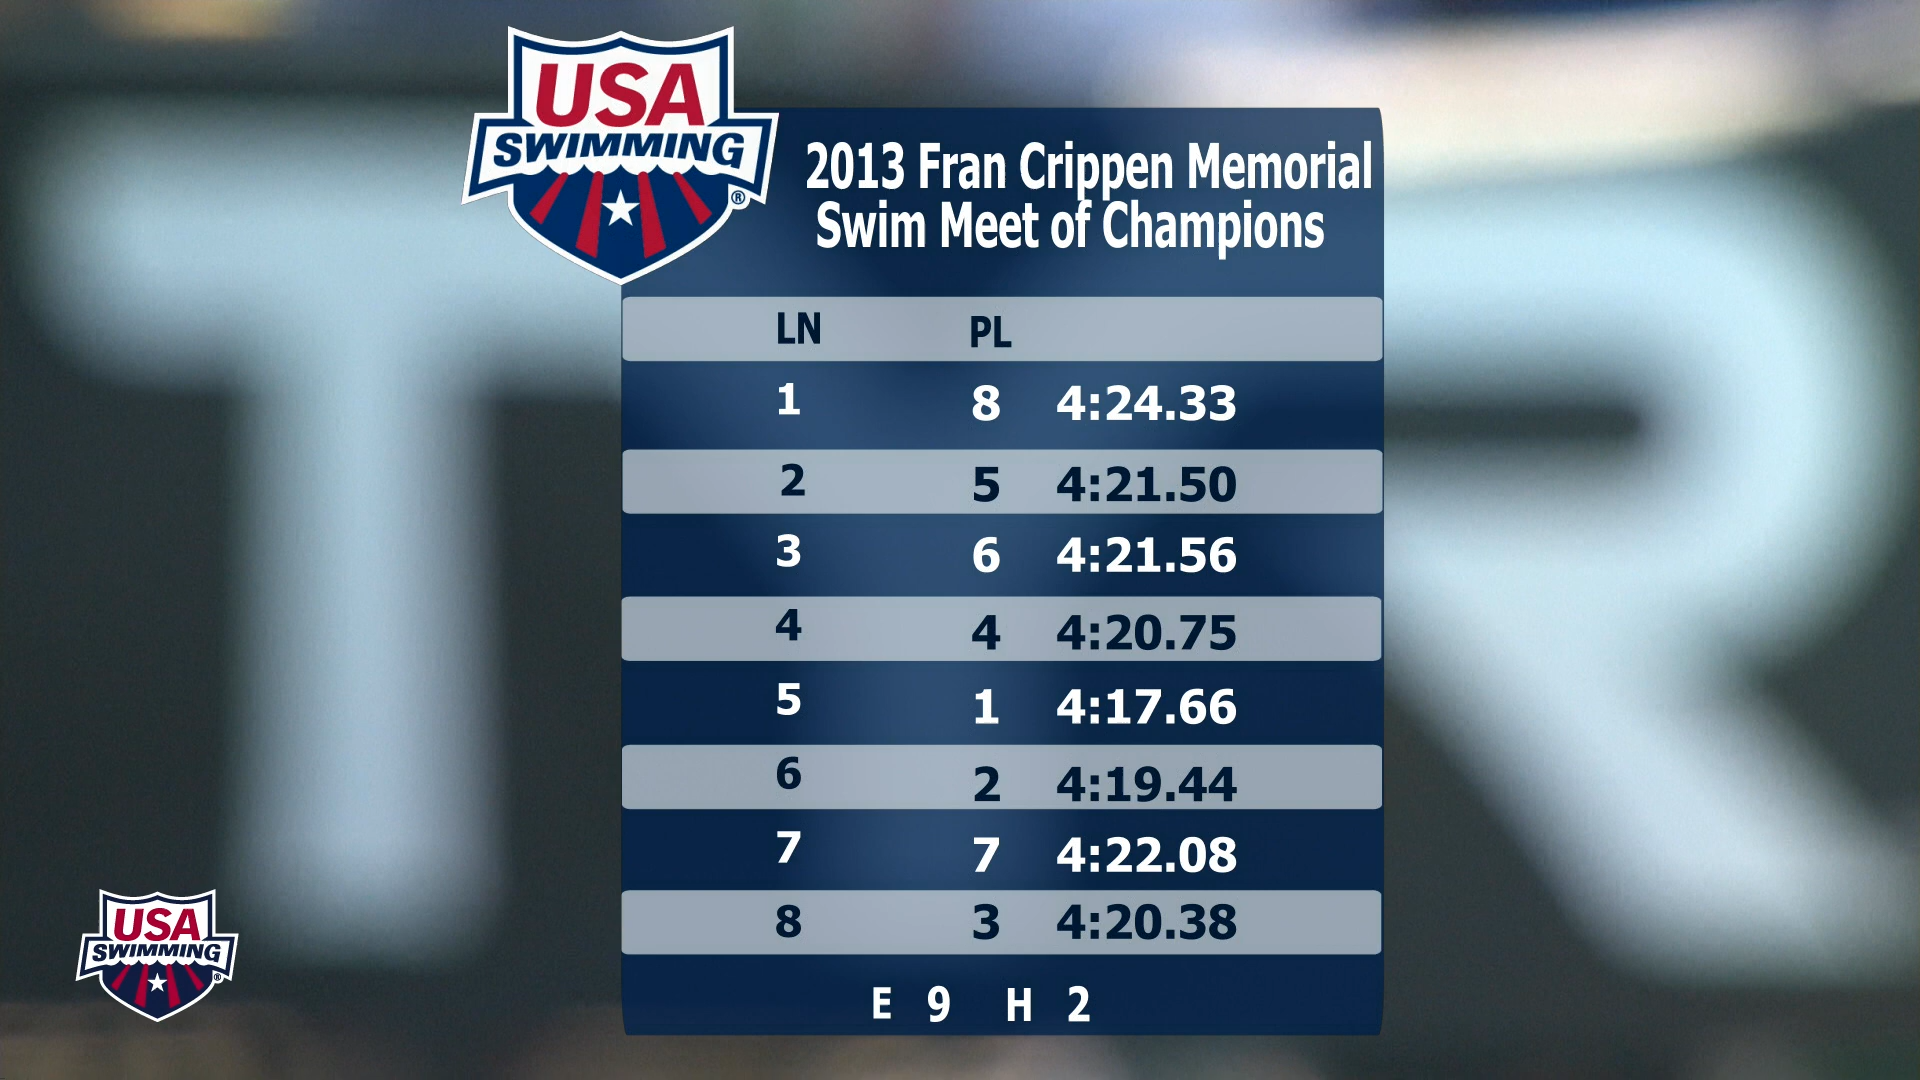 USA
SWIMMING
®
2013 Fran Crippen Memorial
Swim Meet of Champions
LN PL
1 8 4:24.33
2 5 4:21.50
3 6 4:21.56
4 4 4:20.75
5 1 4:17.66
6 2 4:19.44
7 7 4:22.08
8 3 4:20.38
E 9 H 2
USA
SWIMMING
®
TYR